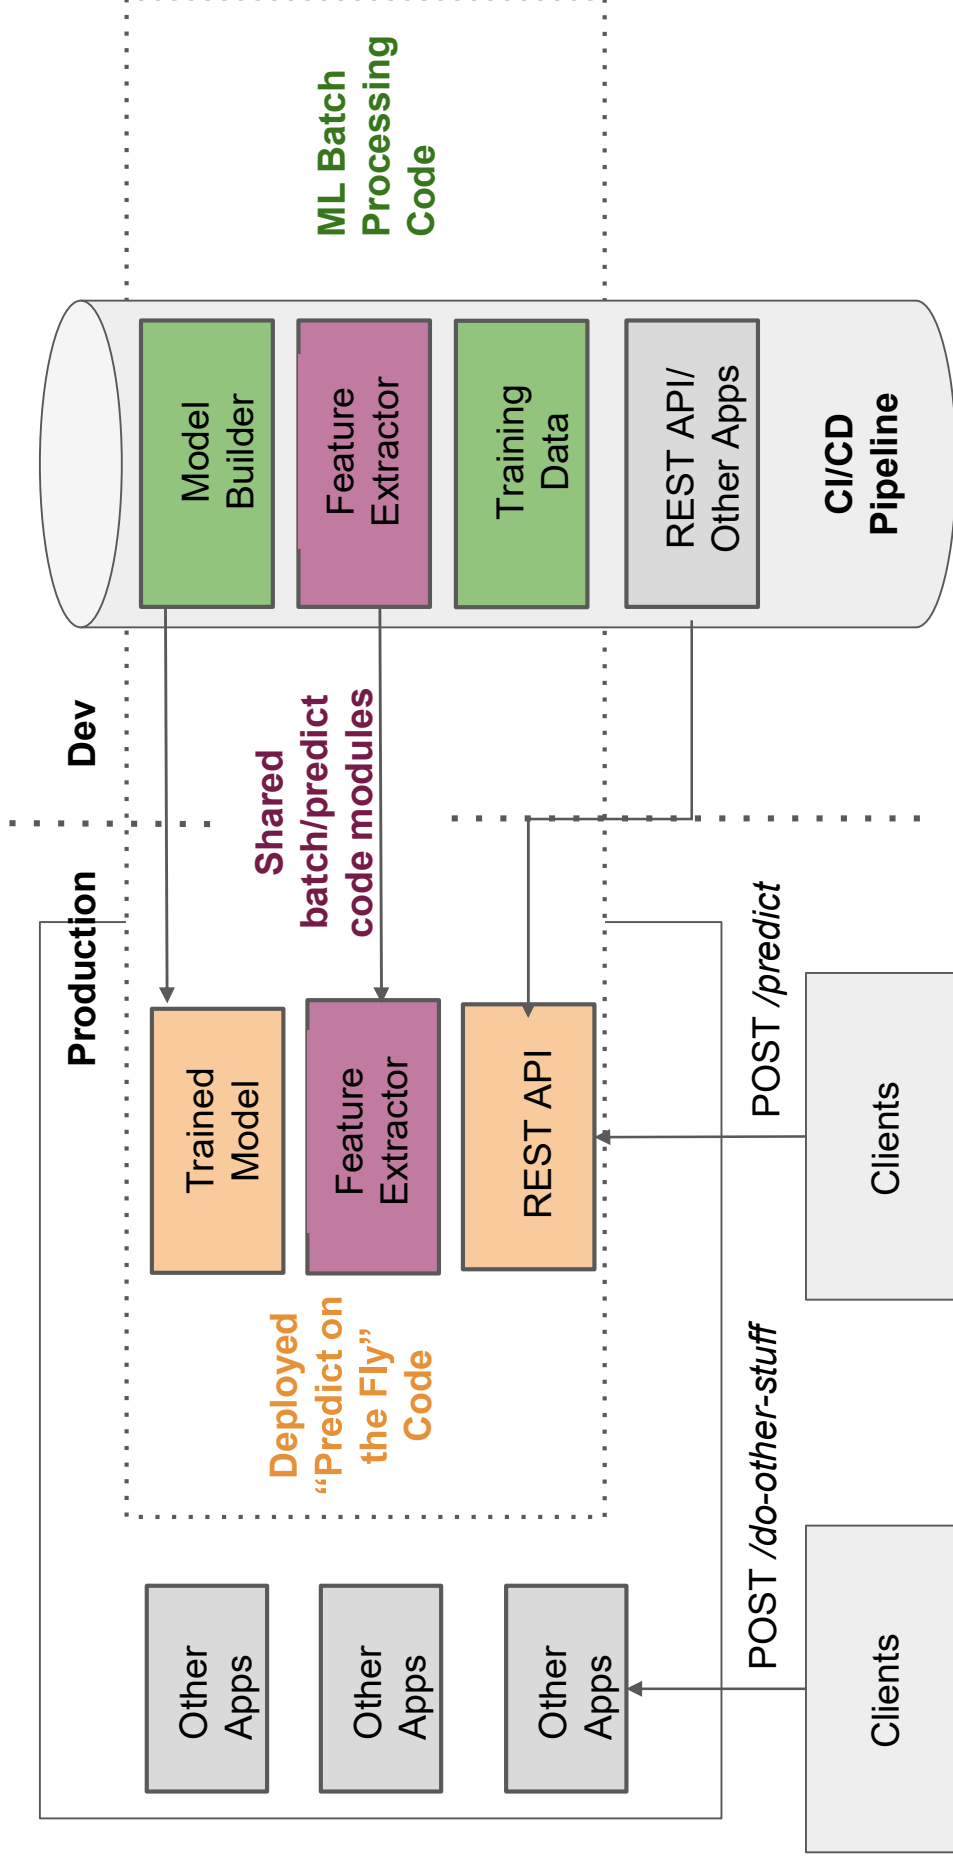 Production
Dev
Other
Apps
Other
Apps
Other
Apps
Deployed
“Predict on
the Fly”
Code
Trained
Model
Feature
Extractor
REST API
Shared
batch/predict
code modules
Model
Builder
Feature
Extractor
Training
Data
REST API/
Other Apps
CI/CD
Pipeline
ML Batch
Processing
Code
POST /do-other-stuff
POST /predict
Clients
Clients